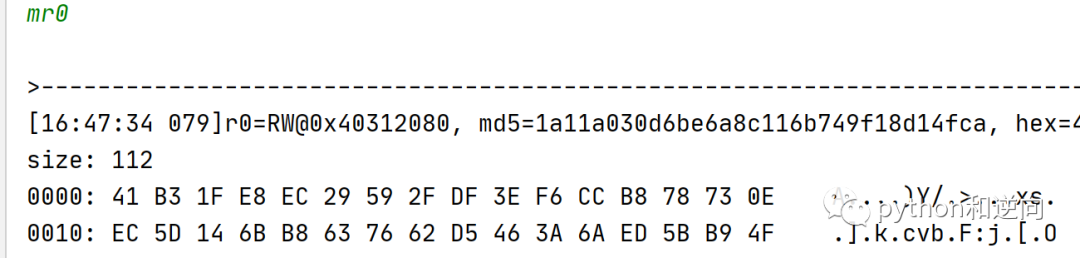 mr0
>-----------------------------------------------------------------------------
[16:47:34 079]r0=RW@0x40312080, md5=1a11a030d6be6a8c116b749f18d14fca, hex=4
size: 112
0000: 41 B3 1F E8 EC 29 59 2F DF 3E F6 CC B8 78 73 0E    A.....)Y/.>...xs.
0010: EC 5D 14 6B B8 63 76 62 D5 46 3A 6A ED 5B B9 4F    .].k.cvb.F:j.[.O
python和逆向